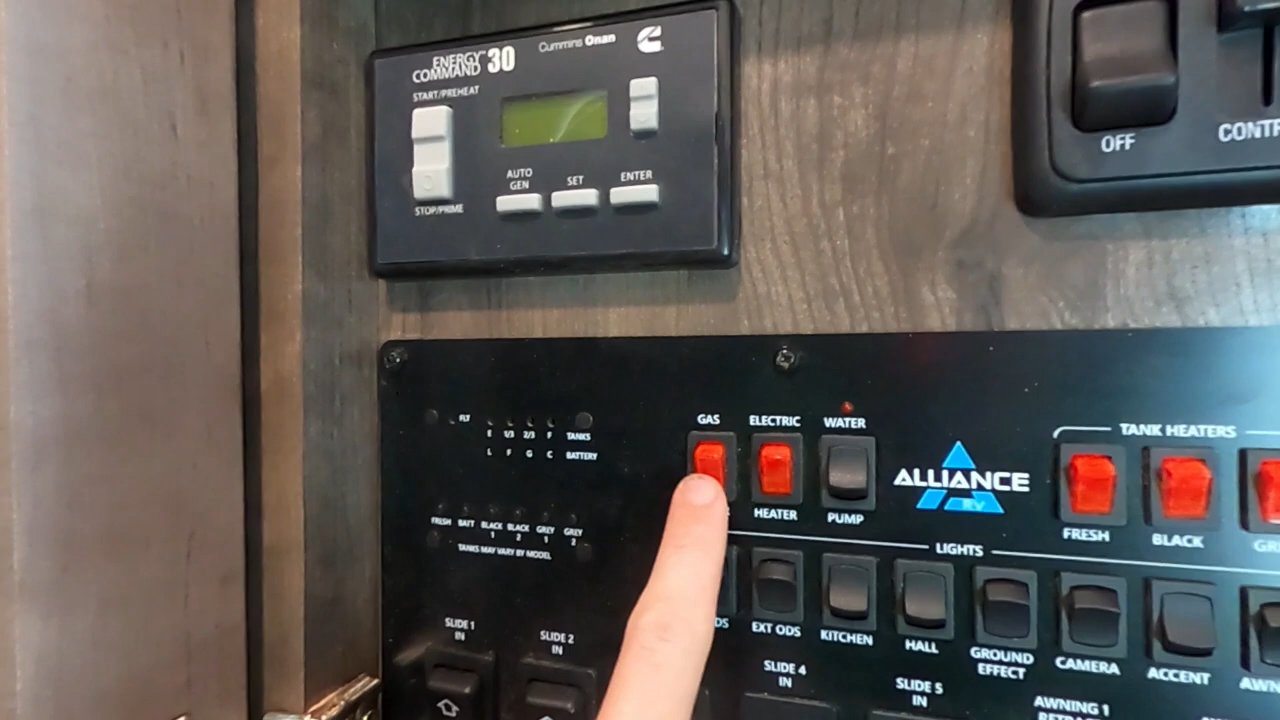 ENERGY™
COMMAND 30
Cummins Onan
START/PREHEAT
AUTO
GEN
SET
ENTER
STOP/PRIME
OFF
FLT
E 1/3 2/3 F TANKS
L F G C BATTERY
GAS
ELECTRIC
HEATER
WATER
PUMP
ALLIANCE
RV
TANK HEATERS
FRESH
BLACK
FRESH BATT BLACK 1 BLACK 2 GREY 1 GREY 2
TANKS MAY VARY BY MODEL
LIGHTS
EXT ODS
KITCHEN
HALL
GROUND
EFFECT
CAMERA
ACCENT
SLIDE 1
IN
SLIDE 2
IN
SLIDE 4
IN
SLIDE 5
IN
AWNING 1